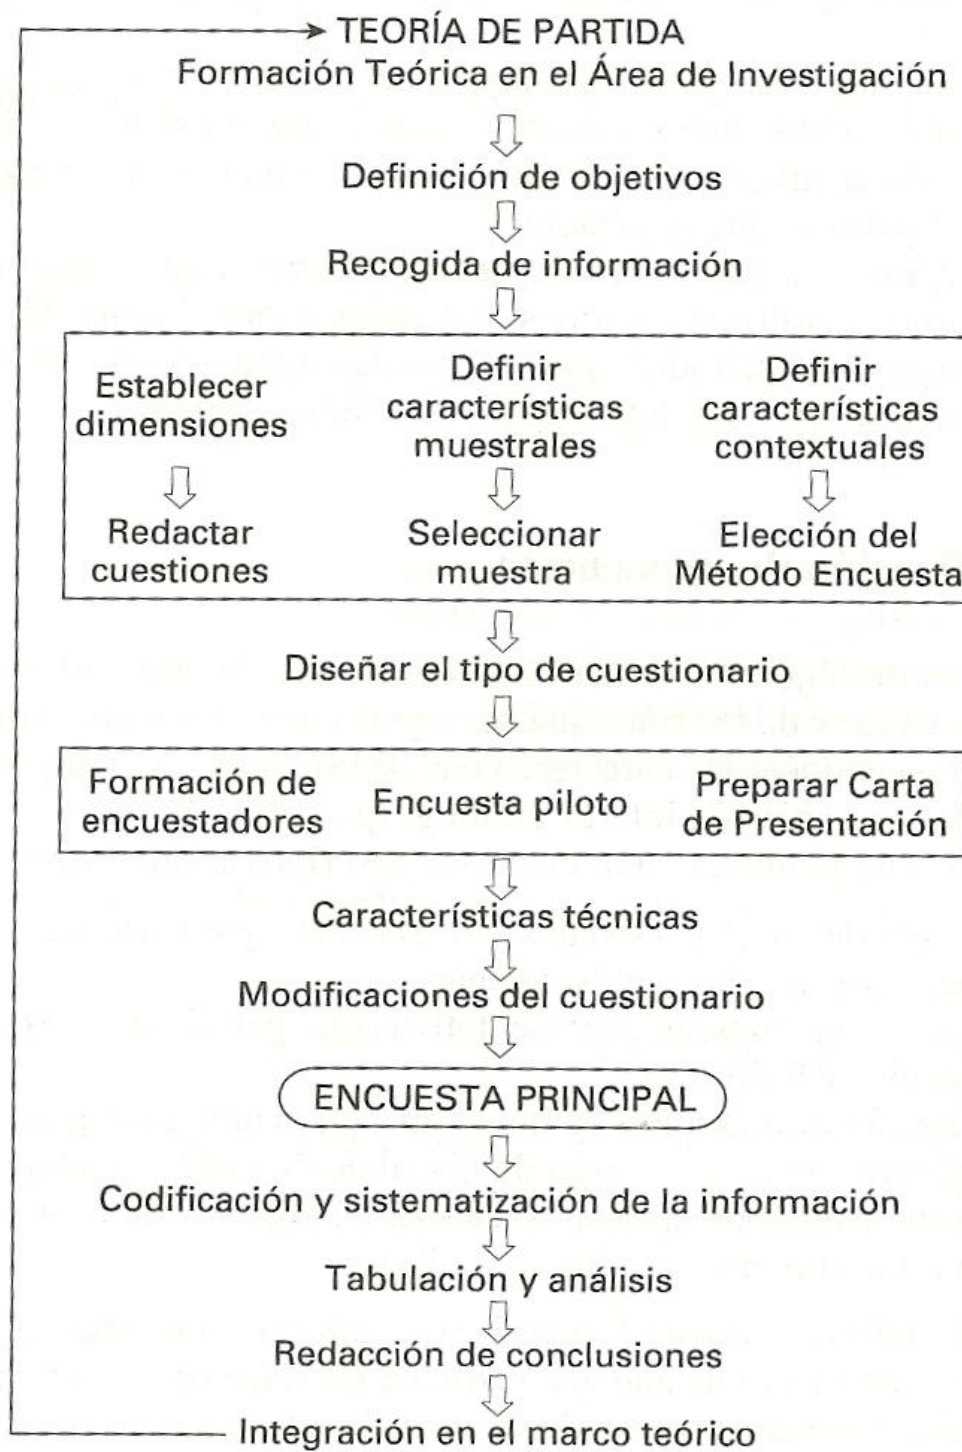 TEORÍA DE PARTIDA
Formación Teórica en el Área de Investigación
Definición de objetivos
Recogida de información
Establecer
dimensiones
Redactar
cuestiones
Definir
características
muestrales
Seleccionar
muestra
Definir
características
contextuales
Elección del
Método Encuesta
Diseñar el tipo de cuestionario
Formación de
encuestadores
Encuesta piloto
Preparar Carta
de Presentación
Características técnicas
Modificaciones del cuestionario
ENCUESTA PRINCIPAL
Codificación y sistematización de la información
Tabulación y análisis
Redacción de conclusiones
Integración en el marco teórico